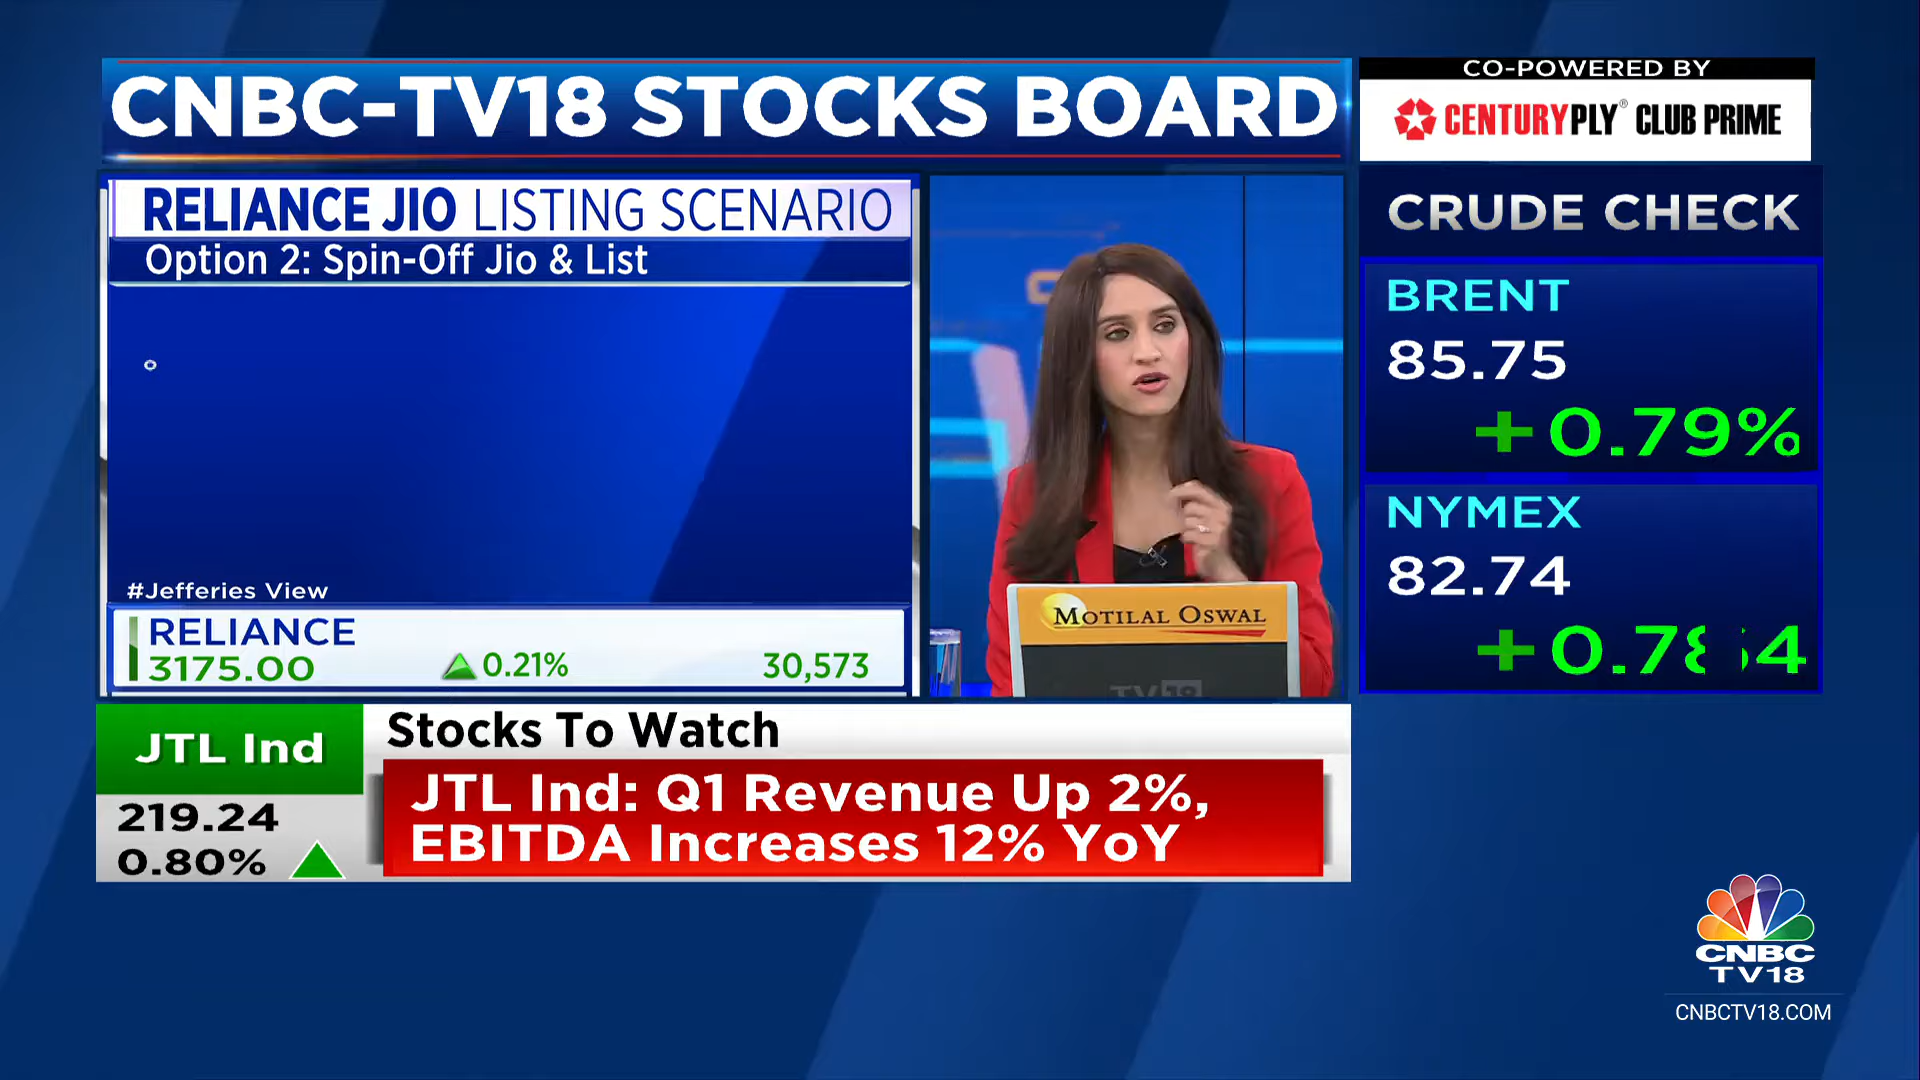 CNBC-TV18 STOCKS BOARD
CO-POWERED BY
CENTURYPLY® CLUB PRIME
RELIANCE JIO LISTING SCENARIO
Option 2: Spin-Off Jio & List
#Jefferies View
RELIANCE
3175.00 0.21% 30,573
MOTILAL OSWAL
TV18
CRUDE CHECK
BRENT
85.75
+0.79%
NYMEX
82.74
JTL Ind
219.24
0.80%
Stocks To Watch
JTL Ind: Q1 Revenue Up 2%,
EBITDA Increases 12% YoY
CNBC
TV18
CNBCTV18.COM